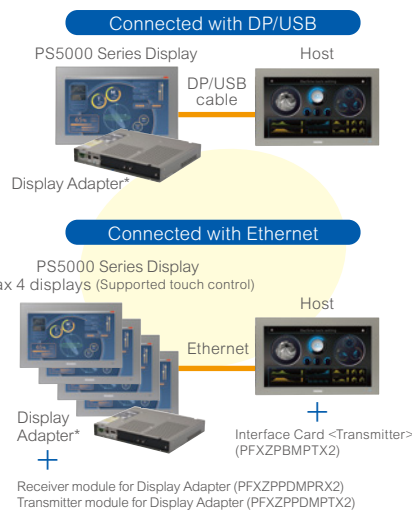 Connected with DP/USB
PS5000 Series Display
Host
DP/USB
cable
Display Adapter*
Connected with Ethernet
PS5000 Series Display
ax 4 displays (Supported touch control)
Host
Ethernet
Display
Adapter*
+
+
Interface Card <Transmitter>
(PFXZPBMPTX2)
Receiver module for Display Adapter (PFXZPPDMPRX2)
Transmitter module for Display Adapter (PFXZPPDMPTX2)